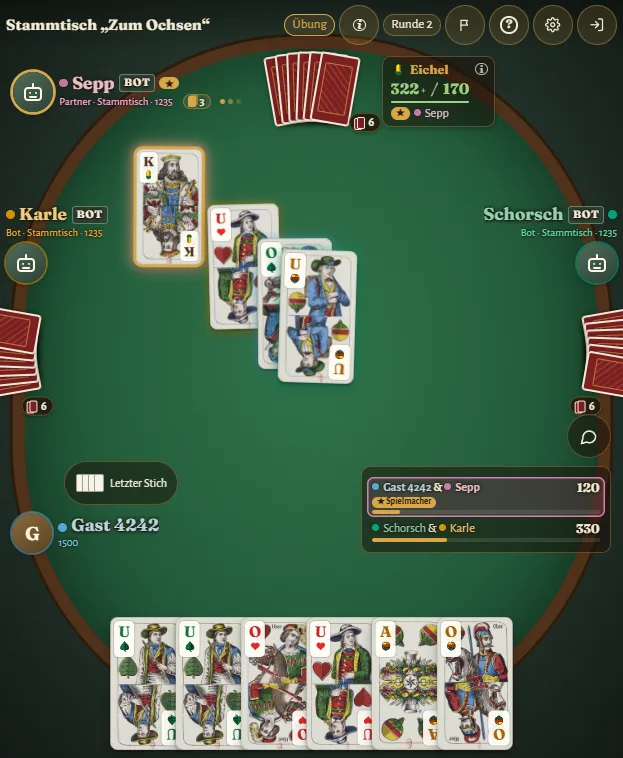 Stammtisch „Zum Ochsen“
Übung
Runde 2
Sepp BOT
Partner · Stammtisch · 1235
3
6
Eichel
322 / 170
Sepp
Karle BOT
Bot · Stammtisch · 1235
Schorsch BOT
Bot · Stammtisch · 1235
K
K
U
O
U
U
6
6
Letzter Stich
Gast 4242 & Sepp 120
Spielmacher
Schorsch & Karle 330
G
Gast 4242
1500
U
U
O
Ober
U
A
O
Ober
O